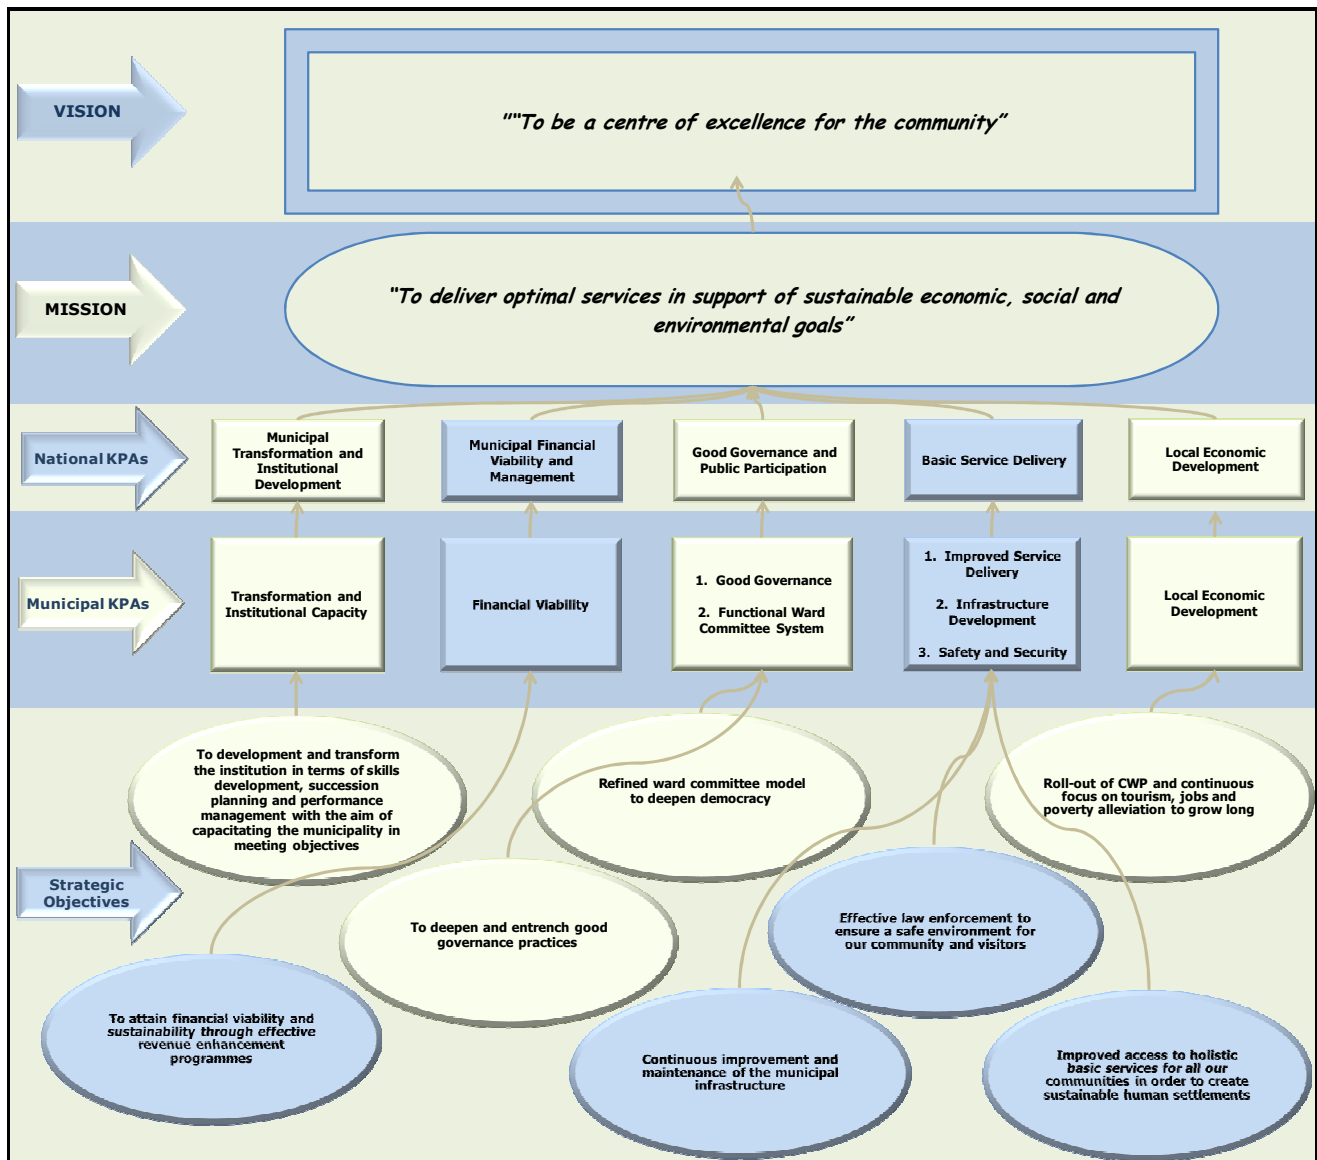 VISION
"“To be a centre of excellence for the community”
MISSION
“To deliver optimal services in support of sustainable economic, social and
environmental goals”
National KPAs
Municipal
Transformation and
Institutional
Development
Municipal Financial
Viability and
Management
Good Governance and
Public Participation
Basic Service Delivery
Local Economic
Development
Municipal KPAs
Transformation and
Institutional Capacity
Financial Viability
1. Good Governance
2. Functional Ward
Committee System
1. Improved Service
Delivery
2. Infrastructure
Development
3. Safety and Security
Local Economic
Development
Strategic
Objectives
To development and transform
the institution in terms of skills
development, succession
planning and performance
management with the aim of
capacitating the municipality in
meeting objectives
Refined ward committee model
to deepen democracy
Roll-out of CWP and continuous
focus on tourism, jobs and
poverty alleviation to grow long
To deepen and entrench good
governance practices
Effective law enforcement to
ensure a safe environment for
our community and visitors
To attain financial viability and
sustainability through effective
revenue enhancement
programmes
Continuous improvement and
maintenance of the municipal
infrastructure
Improved access to holistic
basic services for all our
communities in order to create
sustainable human settlements